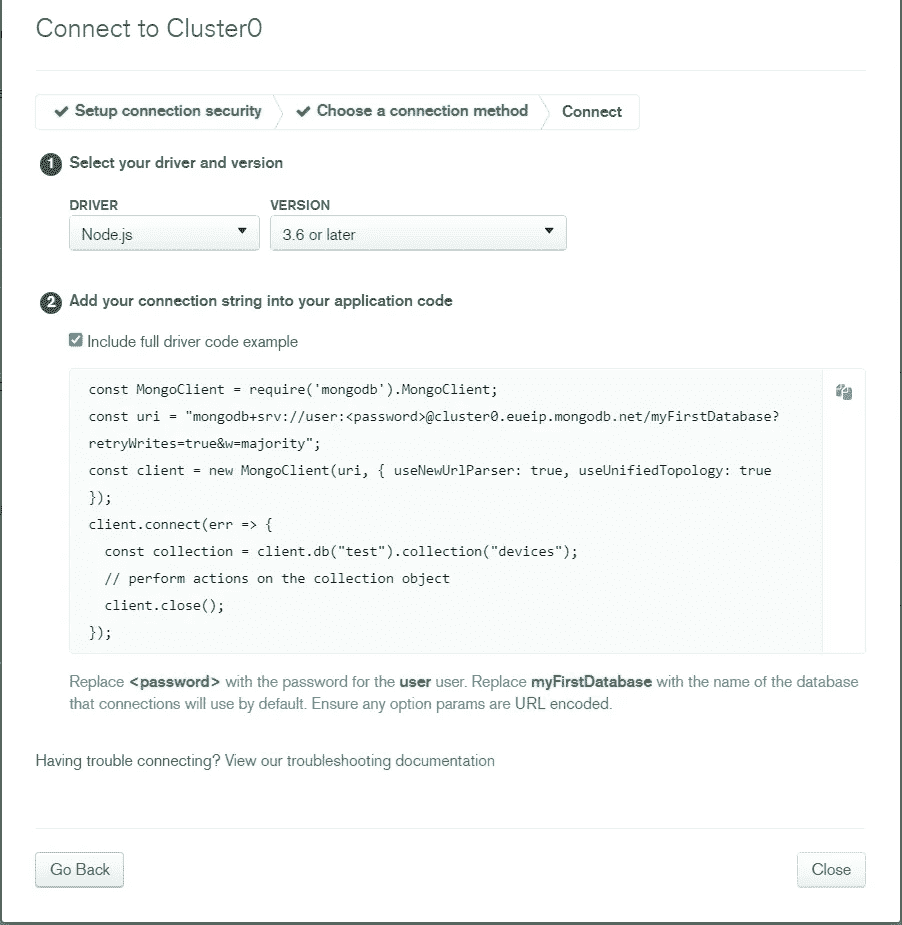 Connect to Cluster0
✔ Setup connection security ✔ Choose a connection method Connect
1 Select your driver and version
DRIVER VERSION
Node.js 3.6 or later
2 Add your connection string into your application code
Include full driver code example
const MongoClient = require('mongodb').MongoClient;
const uri = "mongodb+srv://user:<password>@cluster0.eueip.mongodb.net/myFirstDatabase?
retryWrites=true&w=majority";
const client = new MongoClient(uri, { useNewUrlParser: true, useUnifiedTopology: true
});
client.connect(err => {
  const collection = client.db("test").collection("devices");
  // perform actions on the collection object
  client.close();
});
Replace <password> with the password for the user user. Replace myFirstDatabase with the name of the database
that connections will use by default. Ensure any option params are URL encoded.
Having trouble connecting? View our troubleshooting documentation
Go Back Close